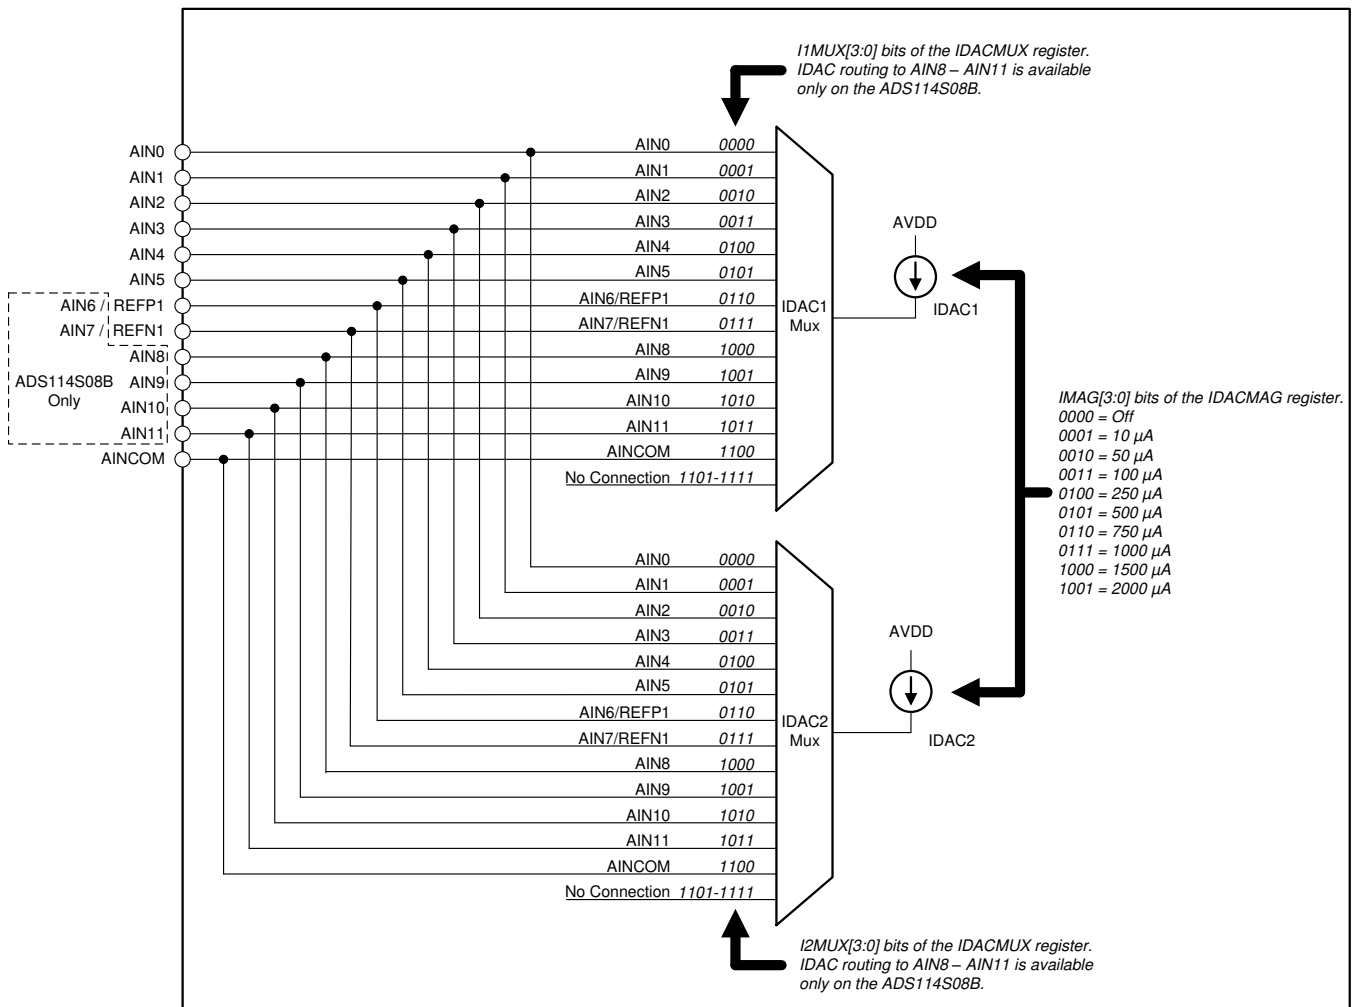 I1MUX[3:0] bits of the IDACMUX register.
IDAC routing to AIN8 – AIN11 is available
only on the ADS114S08B.
AIN0 AIN0 0000
AIN1 AIN1 0001
AIN2 AIN2 0010
AIN3 AIN3 0011
AIN4 AIN4 0100
AIN5 AIN5 0101
AIN6 / REFP1 AIN6/REFP1 0110
AIN7 / REFN1 AIN7/REFN1 0111
AIN8 AIN8 1000
AIN9 AIN9 1001
AIN10 AIN10 1010
AIN11 AIN11 1011
AINCOM AINCOM 1100
No Connection 1101-1111
ADS114S08B
Only
IDAC1
Mux
AVDD
IDAC1
IMAG[3:0] bits of the IDACMAG register.
0000 = Off
0001 = 10 μA
0010 = 50 μA
0011 = 100 μA
0100 = 250 μA
0101 = 500 μA
0110 = 750 μA
0111 = 1000 μA
1000 = 1500 μA
1001 = 2000 μA
AIN0 0000
AIN1 0001
AIN2 0010
AIN3 0011
AIN4 0100
AIN5 0101
AIN6/REFP1 0110
AIN7/REFN1 0111
AIN8 1000
AIN9 1001
AIN10 1010
AIN11 1011
AINCOM 1100
No Connection 1101-1111
IDAC2
Mux
AVDD
IDAC2
I2MUX[3:0] bits of the IDACMUX register.
IDAC routing to AIN8 – AIN11 is available
only on the ADS114S08B.